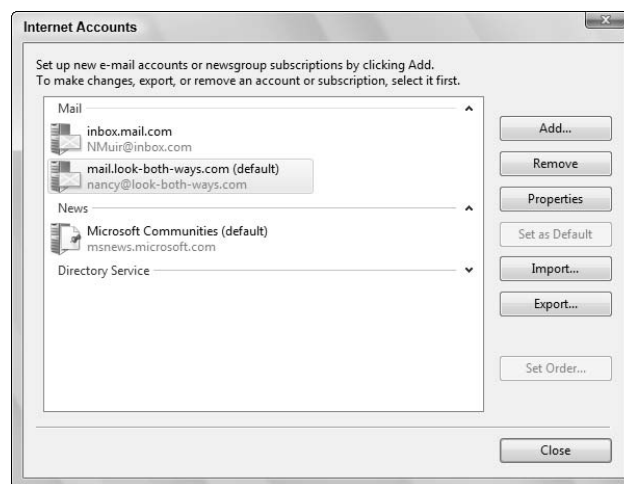 Internet Accounts
Set up new e-mail accounts or newsgroup subscriptions by clicking Add.
To make changes, export, or remove an account or subscription, select it first.
Mail
inbox.mail.com
NMuir@inbox.com
mail.look-both-ways.com (default)
nancy@look-both-ways.com
News
Microsoft Communities (default)
msnews.microsoft.com
Directory Service
Add...
Remove
Properties
Set as Default
Import...
Export...
Set Order...
Close